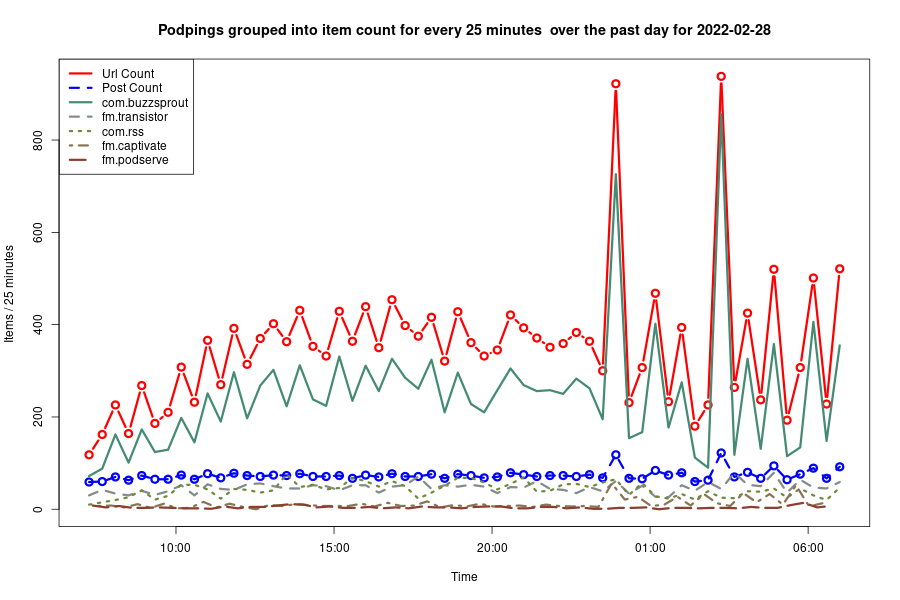 Podpings grouped into item count for every 25 minutes  over the past day for 2022-02-28
Url Count
Post Count
com.buzzsprout
fm.transistor
com.rss
fm.captivate
fm.podserve
Items / 25 minutes
800
600
400
200
0
10:00
15:00
20:00
01:00
06:00
Time